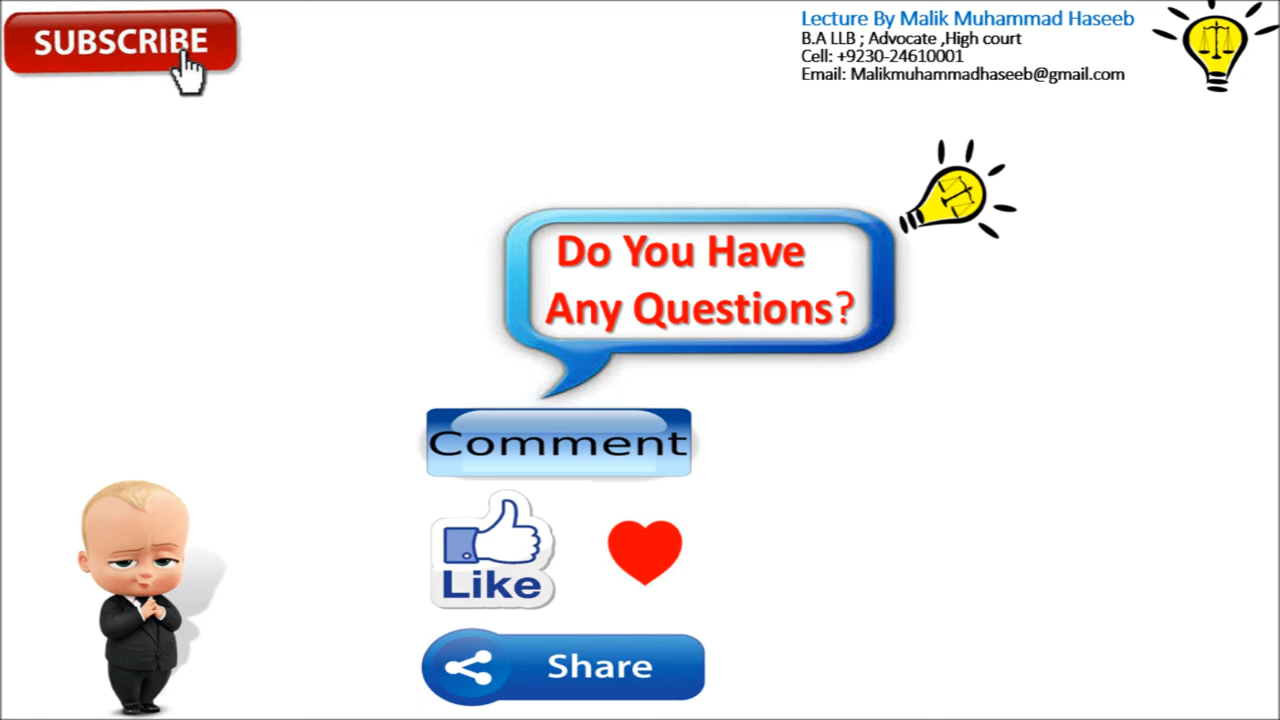 SUBSCRIBE
Lecture By Malik Muhammad Haseeb
B.A LLB ; Advocate ,High court
Cell: +9230-24610001
Email: Malikmuhammadhaseeb@gmail.com
Do You Have
Any Questions?
Comment
Like
Share